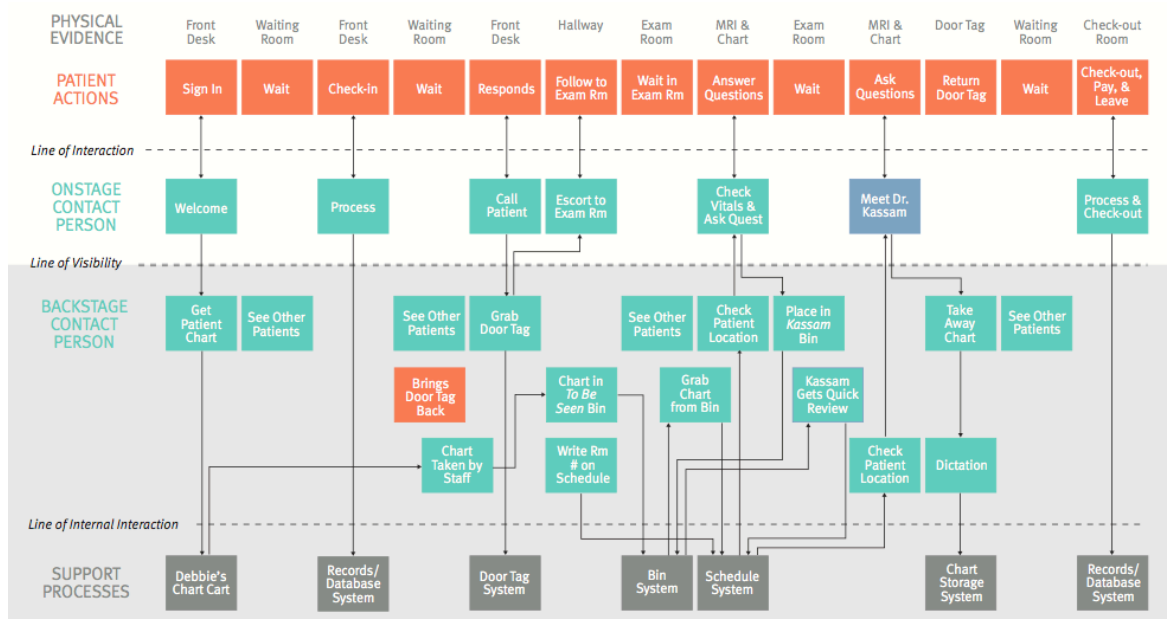 PHYSICAL
EVIDENCE
Front
Desk
Waiting
Room
Front
Desk
Waiting
Room
Front
Desk
Hallway
Exam
Room
MRI &
Chart
Exam
Room
MRI &
Chart
Door Tag
Waiting
Room
Check-out
Room
PATIENT
ACTIONS
Sign In
Wait
Check-in
Wait
Responds
Follow to
Exam Rm
Wait in
Exam Rm
Answer
Questions
Wait
Ask
Questions
Return
Door Tag
Wait
Check-out,
Pay, &
Leave
Line of Interaction
ONSTAGE
CONTACT
PERSON
Welcome
Process
Call
Patient
Escort to
Exam Rm
Check
Vitals &
Ask Quest
Meet Dr.
Kassam
Process &
Check-out
Line of Visibility
BACKSTAGE
CONTACT
PERSON
Get
Patient
Chart
See Other
Patients
See Other
Patients
Grab
Door Tag
See Other
Patients
Check
Patient
Location
Place in
Kassam
Bin
Take
Away
Chart
See Other
Patients
Brings
Door Tag
Back
Chart in
To Be
Seen Bin
Grab
Chart
from Bin
Kassam
Gets Quick
Review
Chart
Taken by
Staff
Write Rm
# on
Schedule
Check
Patient
Location
Dictation
Line of Internal Interaction
SUPPORT
PROCESSES
Debbie's
Chart Cart
Records/
Database
System
Door Tag
System
Bin
System
Schedule
System
Chart
Storage
System
Records/
Database
System